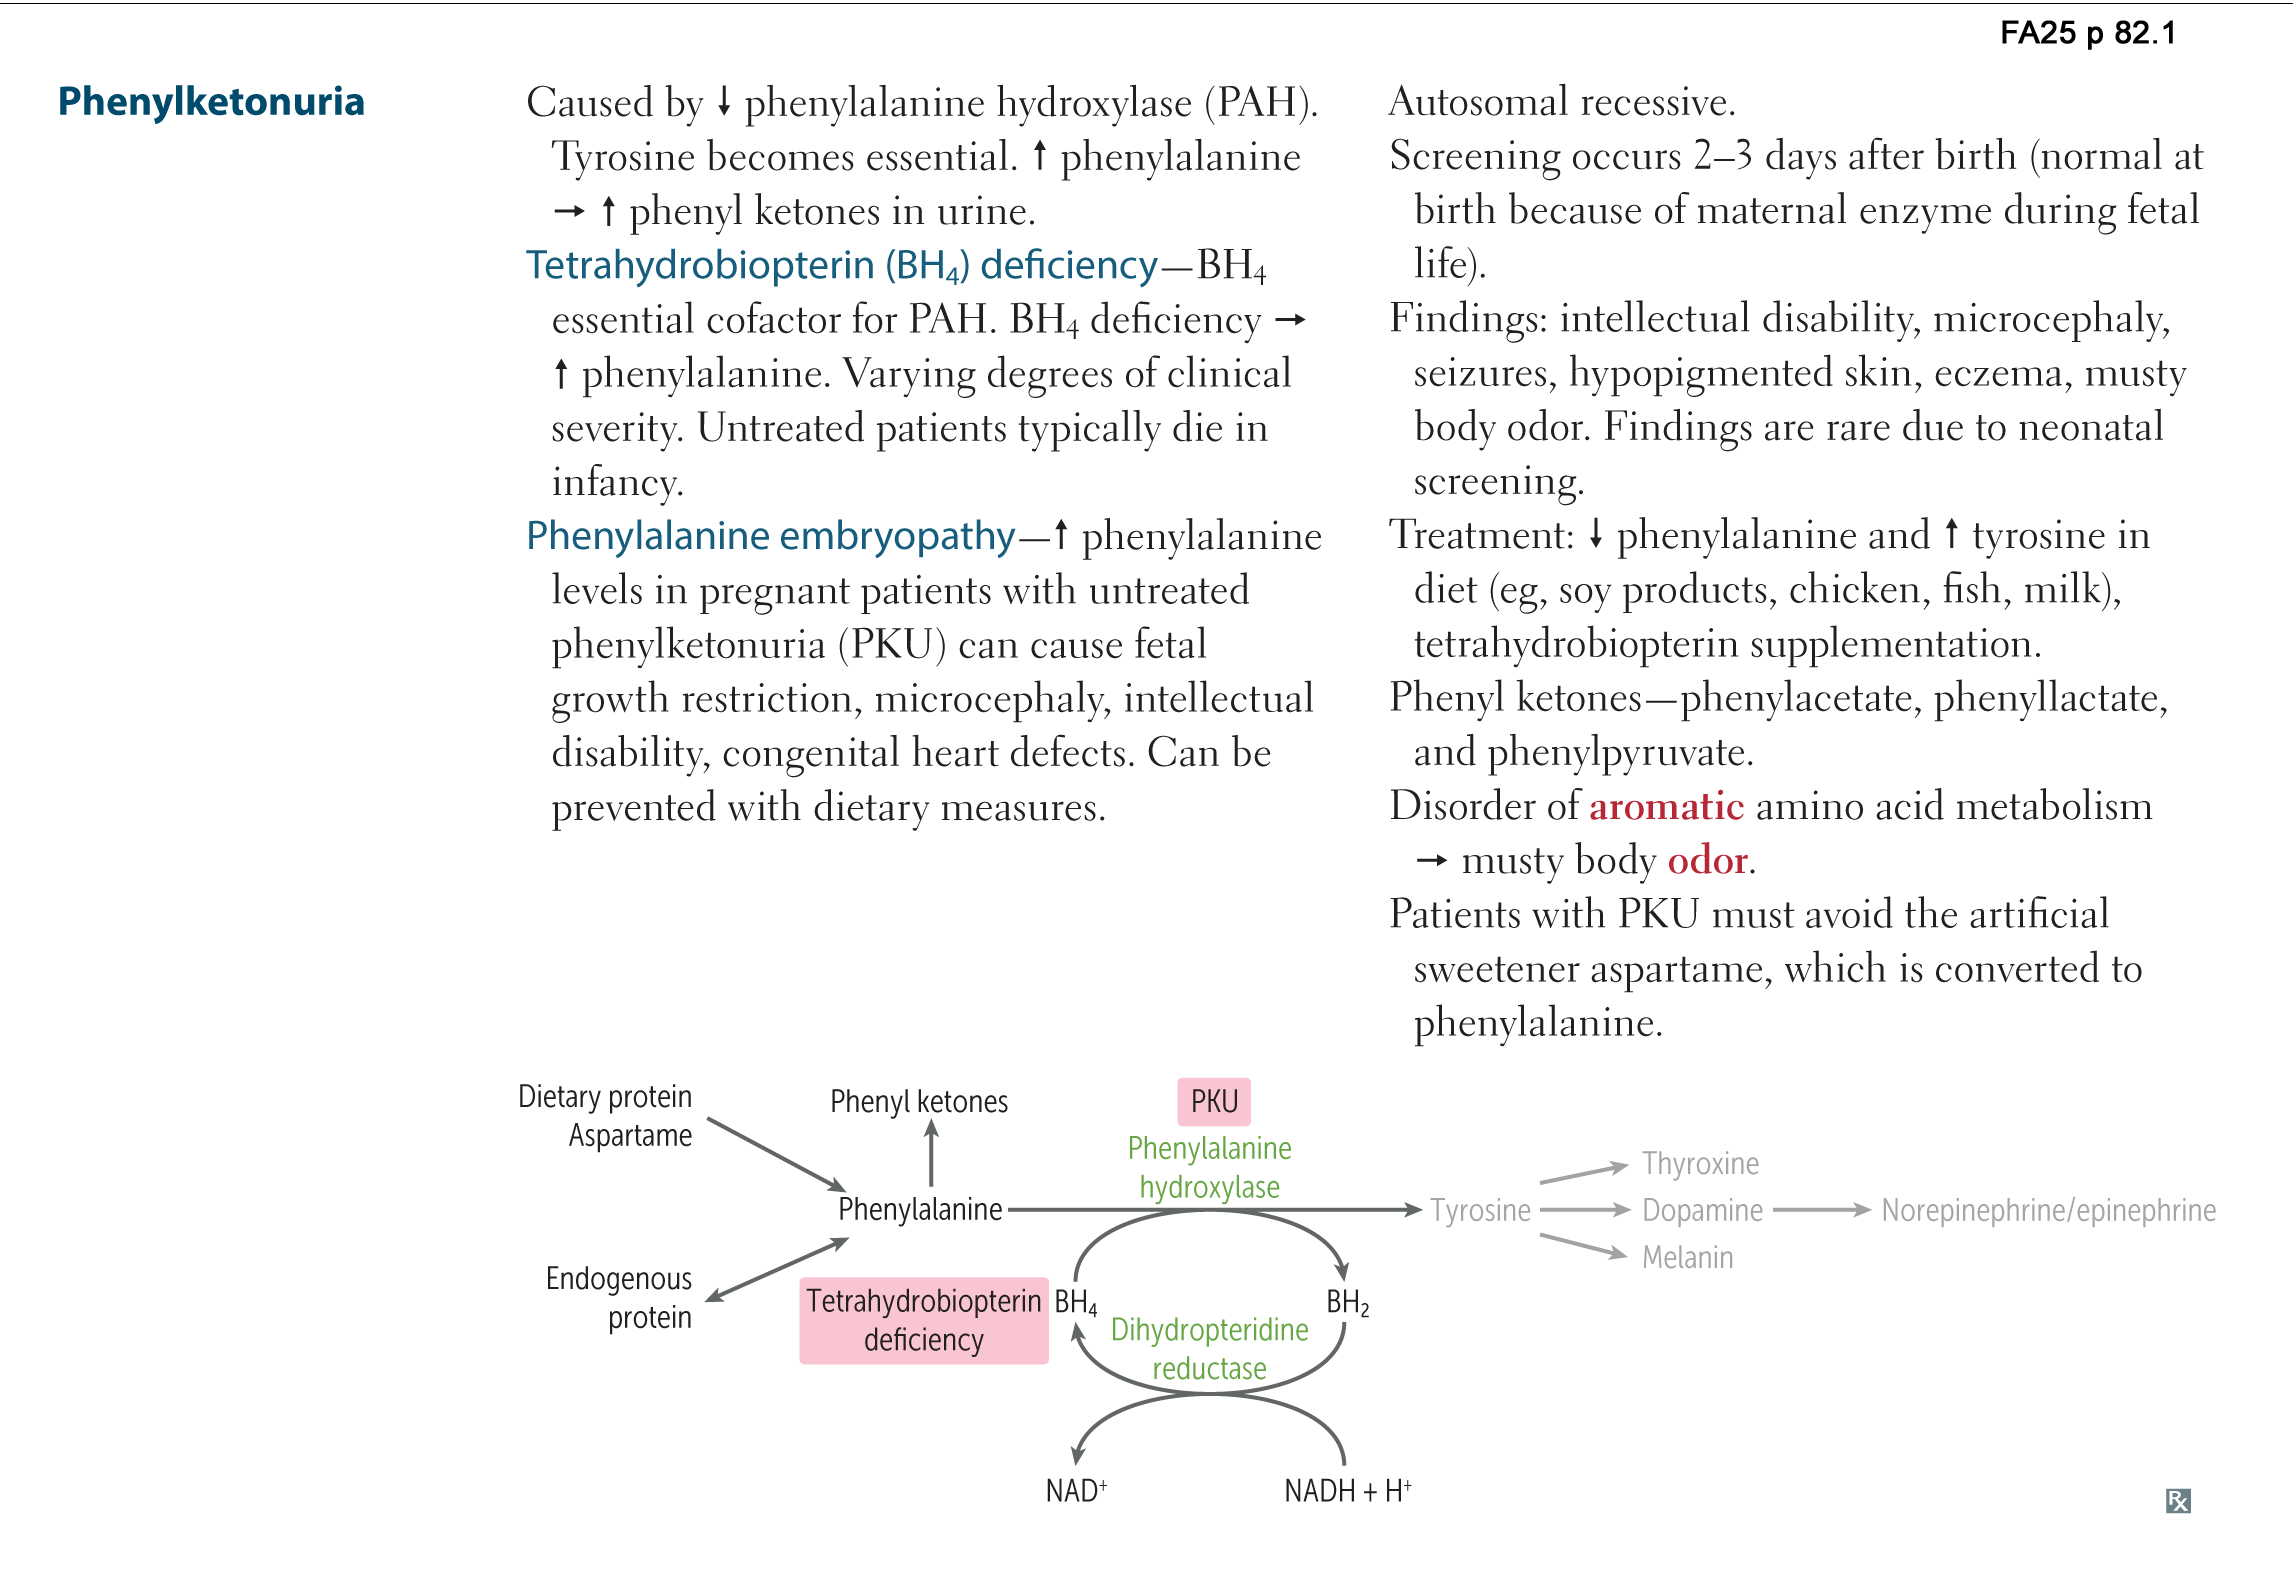 FA25 p 82.1
Phenylketonuria
Caused by ↓ phenylalanine hydroxylase (PAH).
Tyrosine becomes essential. ↑ phenylalanine
→ ↑ phenyl ketones in urine.
Tetrahydrobiopterin (BH₄) deficiency—BH₄
essential cofactor for PAH. BH₄ deficiency →
↑ phenylalanine. Varying degrees of clinical
severity. Untreated patients typically die in
infancy.
Phenylalanine embryopathy—↑ phenylalanine
levels in pregnant patients with untreated
phenylketonuria (PKU) can cause fetal
growth restriction, microcephaly, intellectual
disability, congenital heart defects. Can be
prevented with dietary measures.
Autosomal recessive.
Screening occurs 2–3 days after birth (normal at
birth because of maternal enzyme during fetal
life).
Findings: intellectual disability, microcephaly,
seizures, hypopigmented skin, eczema, musty
body odor. Findings are rare due to neonatal
screening.
Treatment: ↓ phenylalanine and ↑ tyrosine in
diet (eg, soy products, chicken, fish, milk),
tetrahydrobiopterin supplementation.
Phenyl ketones—phenylacetate, phenyllactate,
and phenylpyruvate.
Disorder of aromatic amino acid metabolism
→ musty body odor.
Patients with PKU must avoid the artificial
sweetener aspartame, which is converted to
phenylalanine.
Dietary protein
Aspartame
Phenyl ketones
PKU
Phenylalanine
hydroxylase
Phenylalanine
Tyrosine
Thyroxine
Dopamine
Norepinephrine/epinephrine
Melanin
Endogenous
protein
Tetrahydrobiopterin
deficiency
BH₄
BH₂
Dihydropteridine
reductase
NAD⁺
NADH + H⁺
Rx